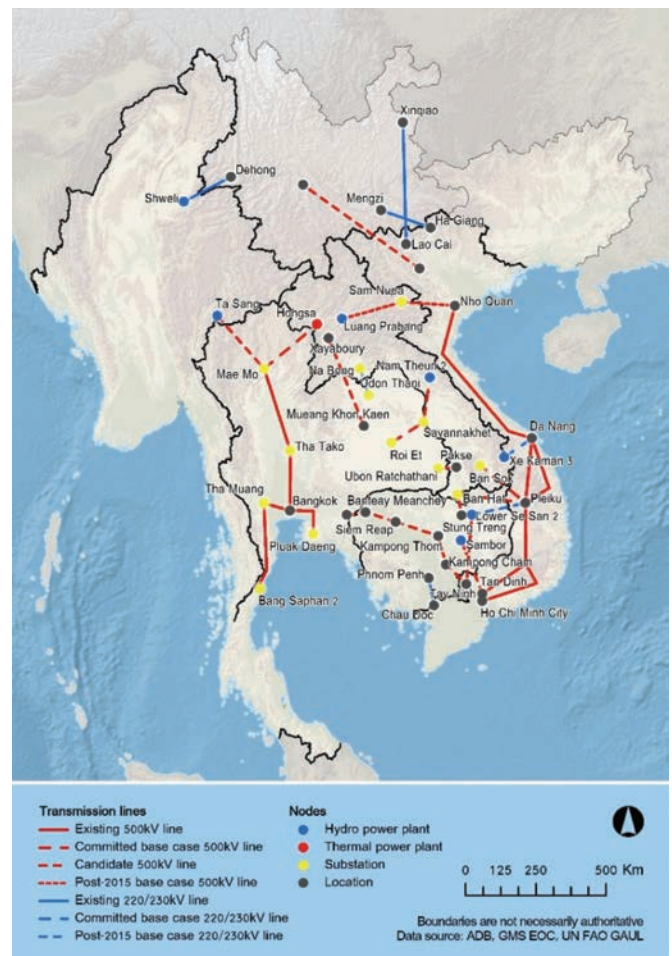 Xinqiao
Dehong
Shweli
Mengzi
Ha Giang
Lao Cai
Sam Nuea
Nho Quan
Ta Sang
Hongsa
Luang Prabang
Xayaboury
Na Bong
Nam Theun 2
Mae Mo
Udon Thani
Mueang Khon Kaen
Savannakhet
Da Nang
Tha Tako
Roi Et
Pakse
Xe Kaman 3
Ubon Ratchathani
Ban Sok
Tha Muang
Bangkok
Banteay Meanchey
Ban Hat
Pleiku
Siem Reap
Stung Treng
Lower Se San 2
Pluak Daeng
Kampong Thom
Sambor
Kampong Cham
Phnom Penh
Tay Ninh
Tan Dinh
Bang Saphan 2
Chau Doc
Ho Chi Minh City
Transmission lines
Existing 500kV line
Committed base case 500kV line
Candidate 500kV line
Post-2015 base case 500kV line
Existing 220/230kV line
Committed base case 220/230kV line
Post-2015 base case 220/230kV line
Nodes
Hydro power plant
Thermal power plant
Substation
Location
0 125 250 500 Km
Boundaries are not necessarily authoritative
Data source: ADB, GMS EOC, UN FAO GAUL